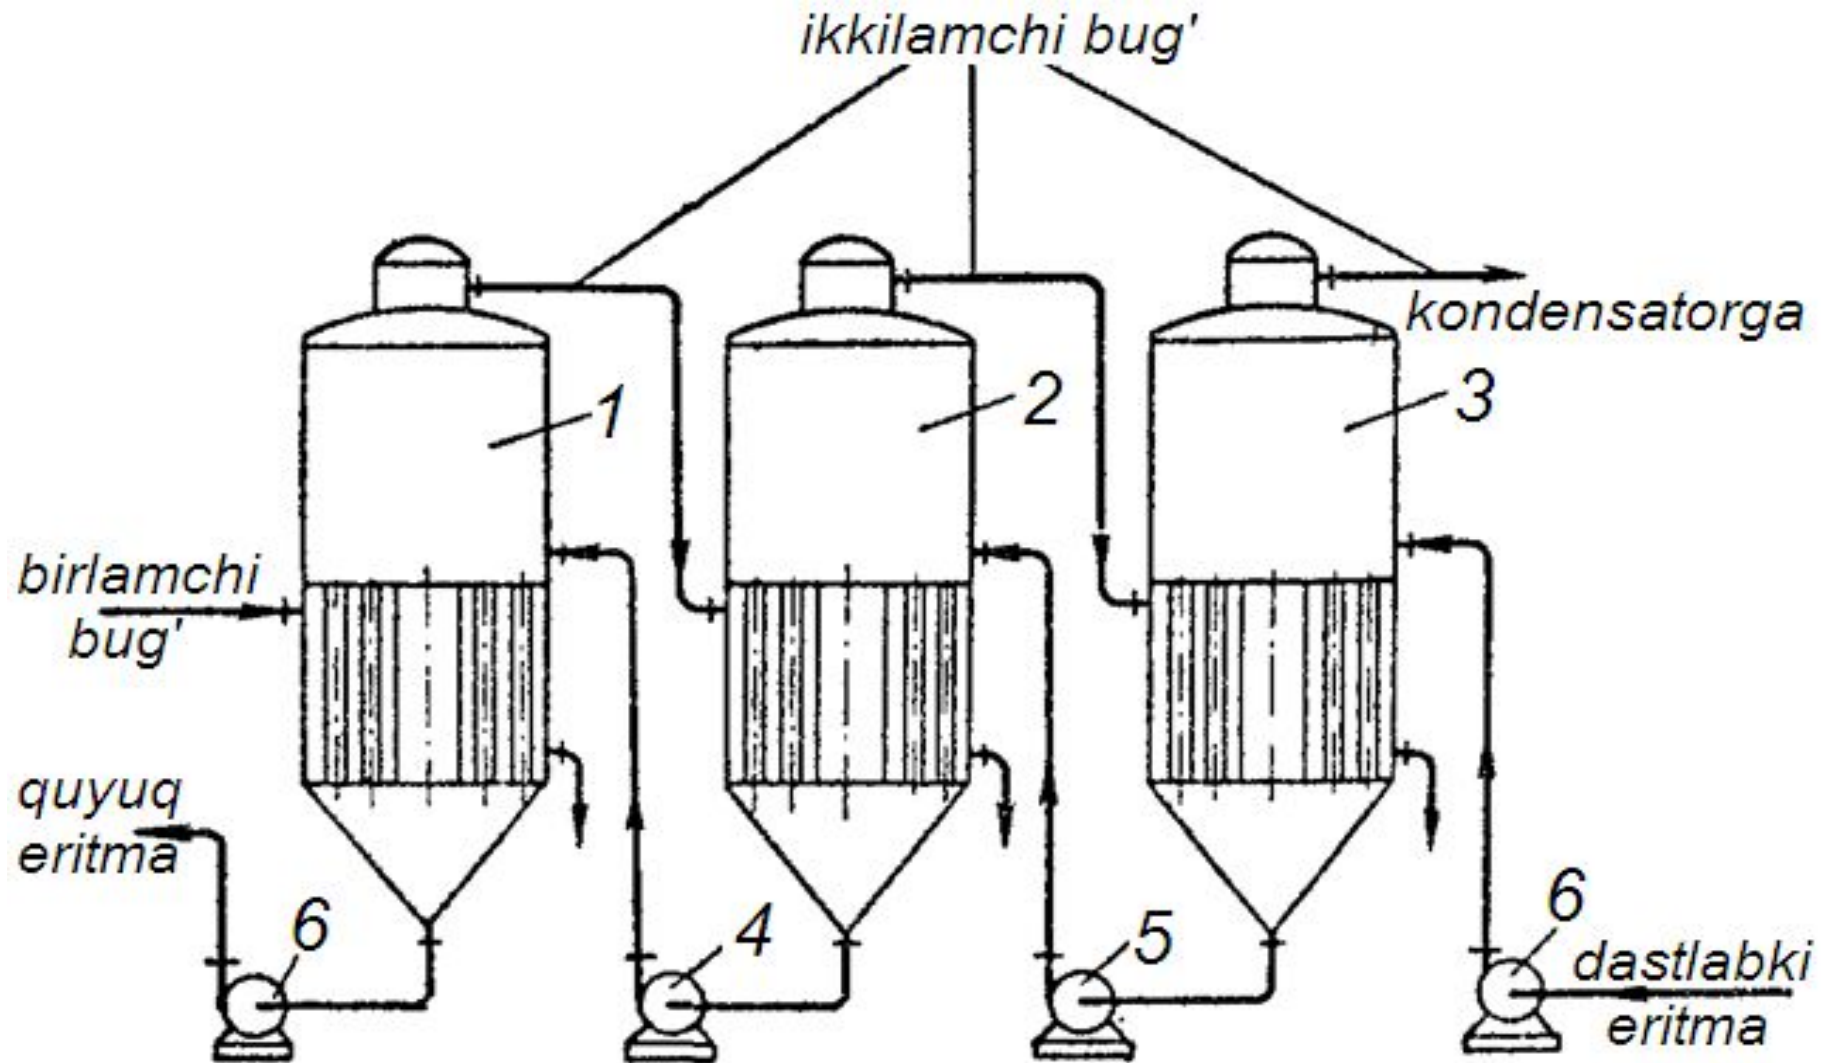 ikkilamchi bug'
kondensatorga
1
2
3
birlamchi
bug'
quyuq
eritma
6
4
5
6
dastlabki
eritma